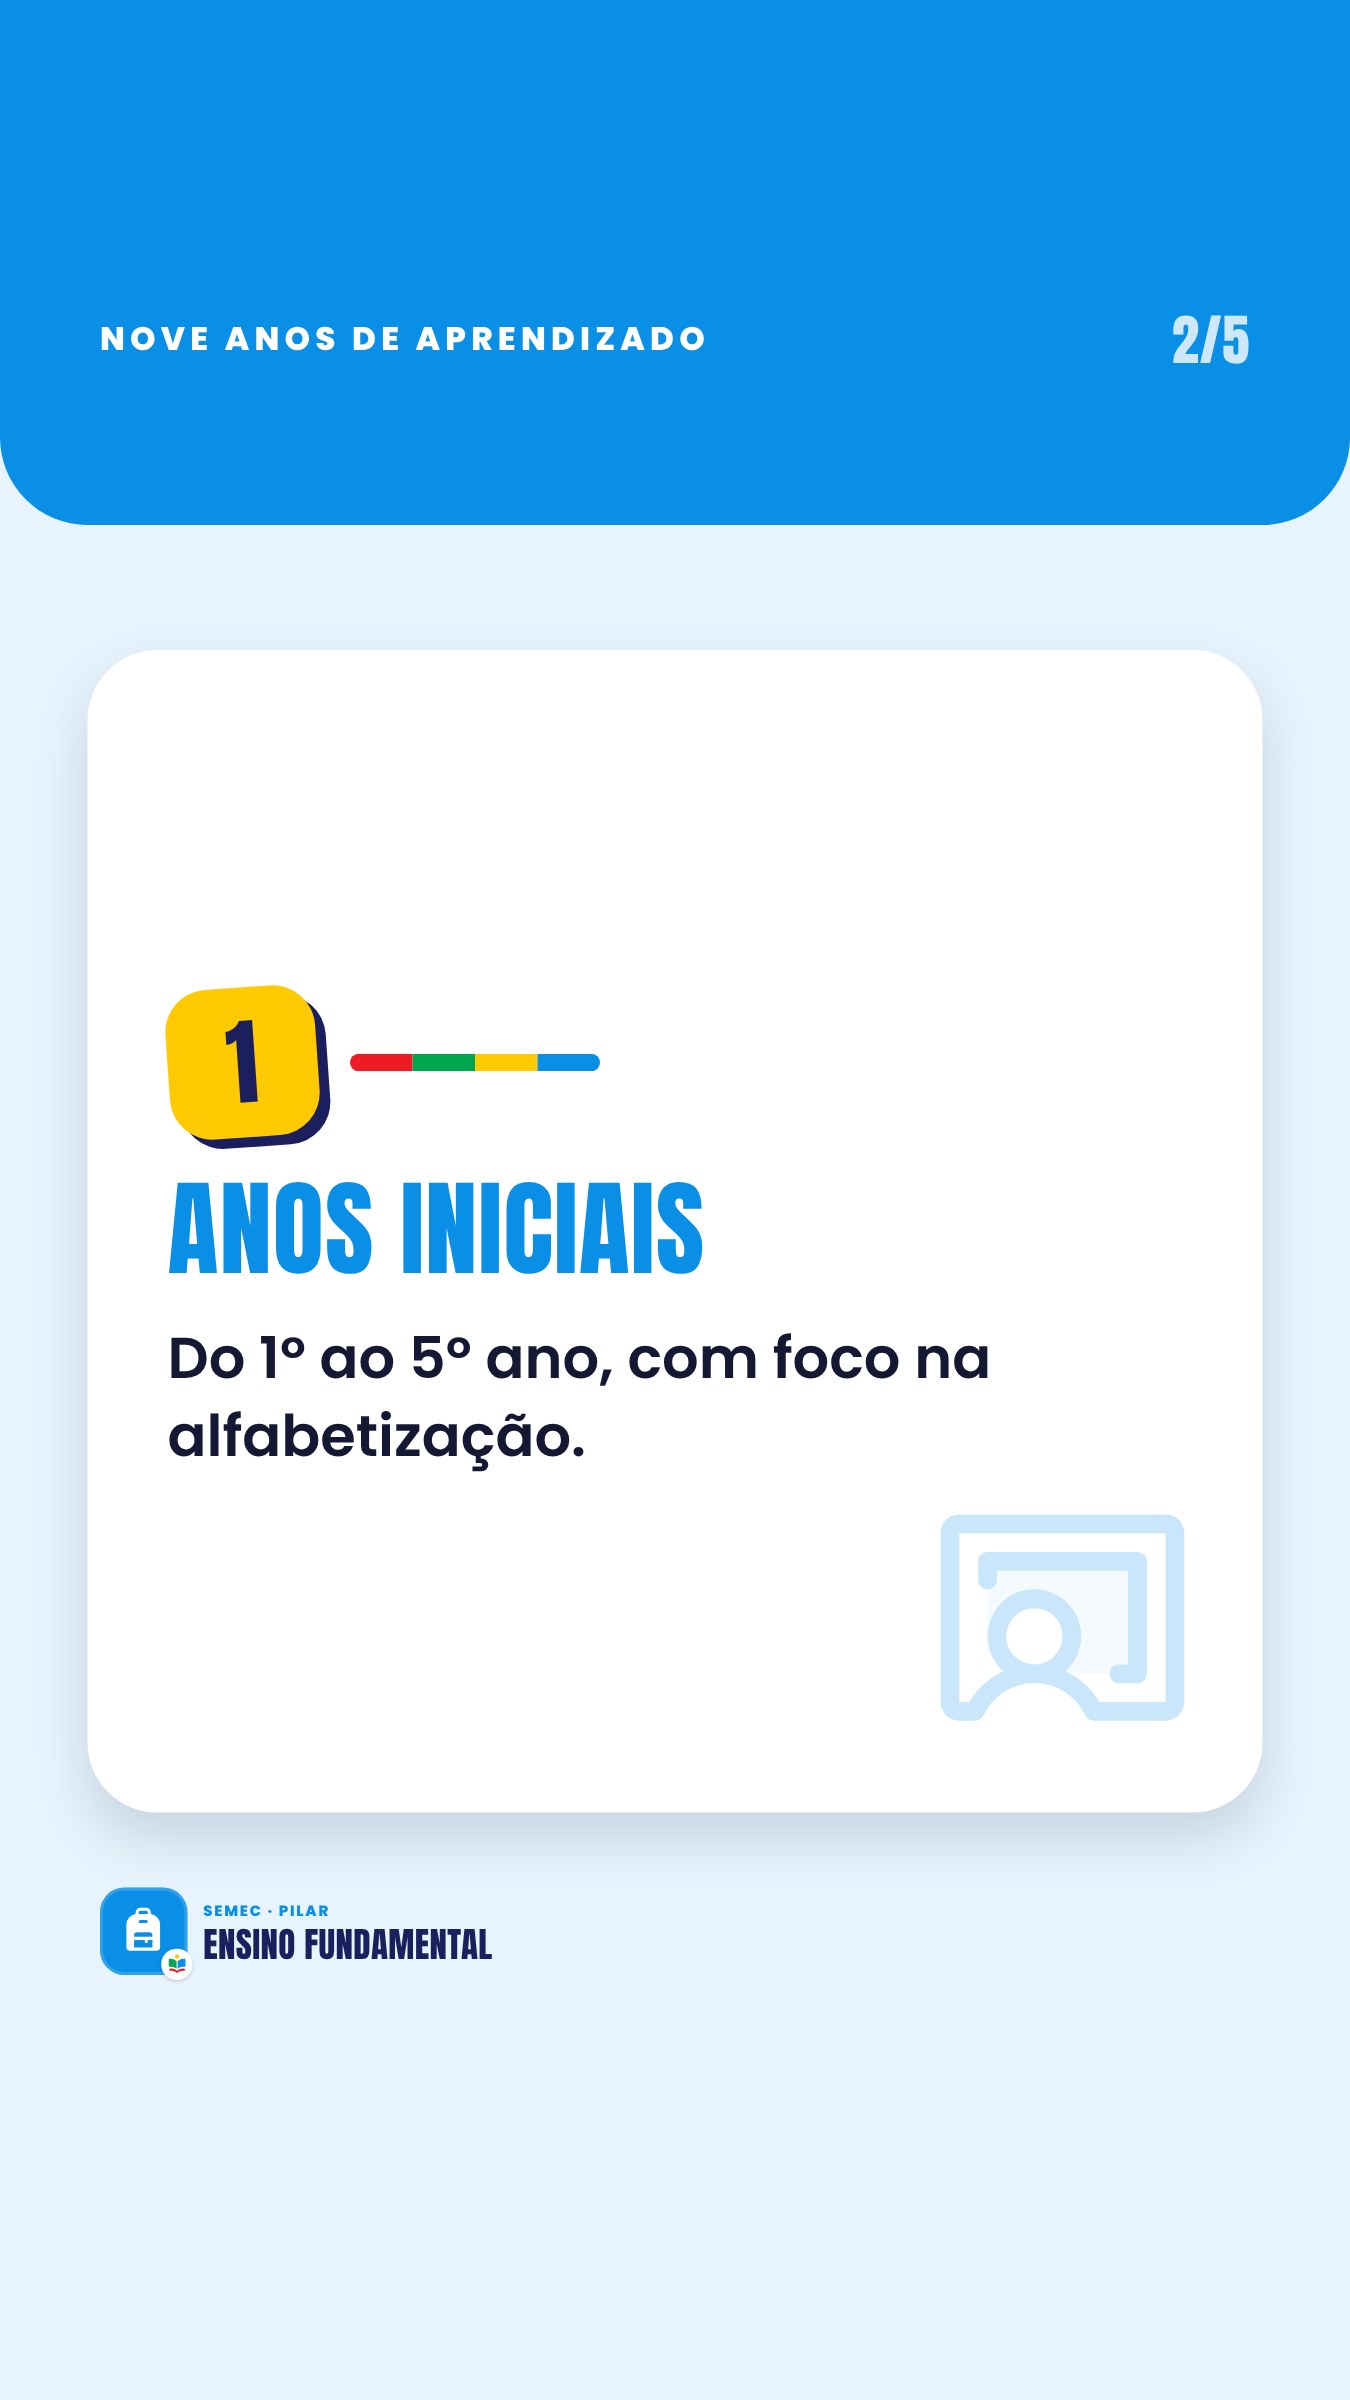 NOVE ANOS DE APRENDIZADO
2/5
1
ANOS INICIAIS
Do 1º ao 5º ano, com foco na
alfabetização.
SEMEC · PILAR
ENSINO FUNDAMENTAL